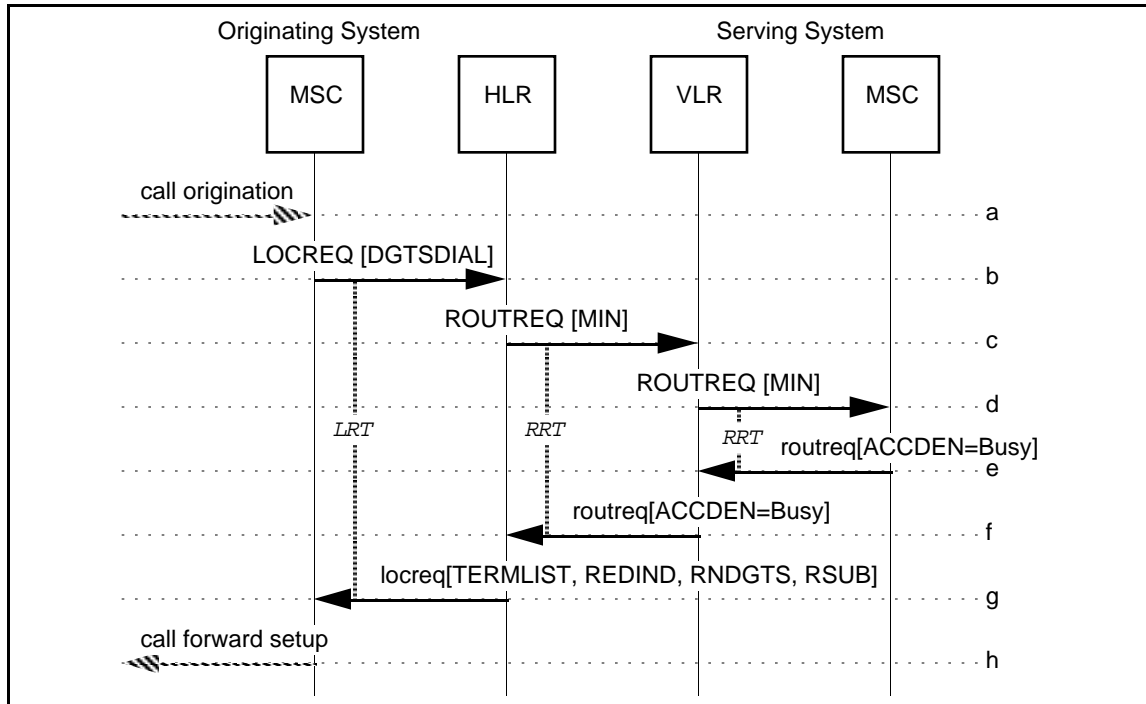 Originating System
Serving System
MSC
HLR
VLR
MSC
call origination
a
LOCREQ [DGTSDIAL]
b
ROUTREQ [MIN]
c
ROUTREQ [MIN]
d
LRT
RRT
RRT
routreq[ACCDEN=Busy]
e
routreq[ACCDEN=Busy]
f
locreq[TERMLIST, REDIND, RNDGTS, RSUB]
g
call forward setup
h